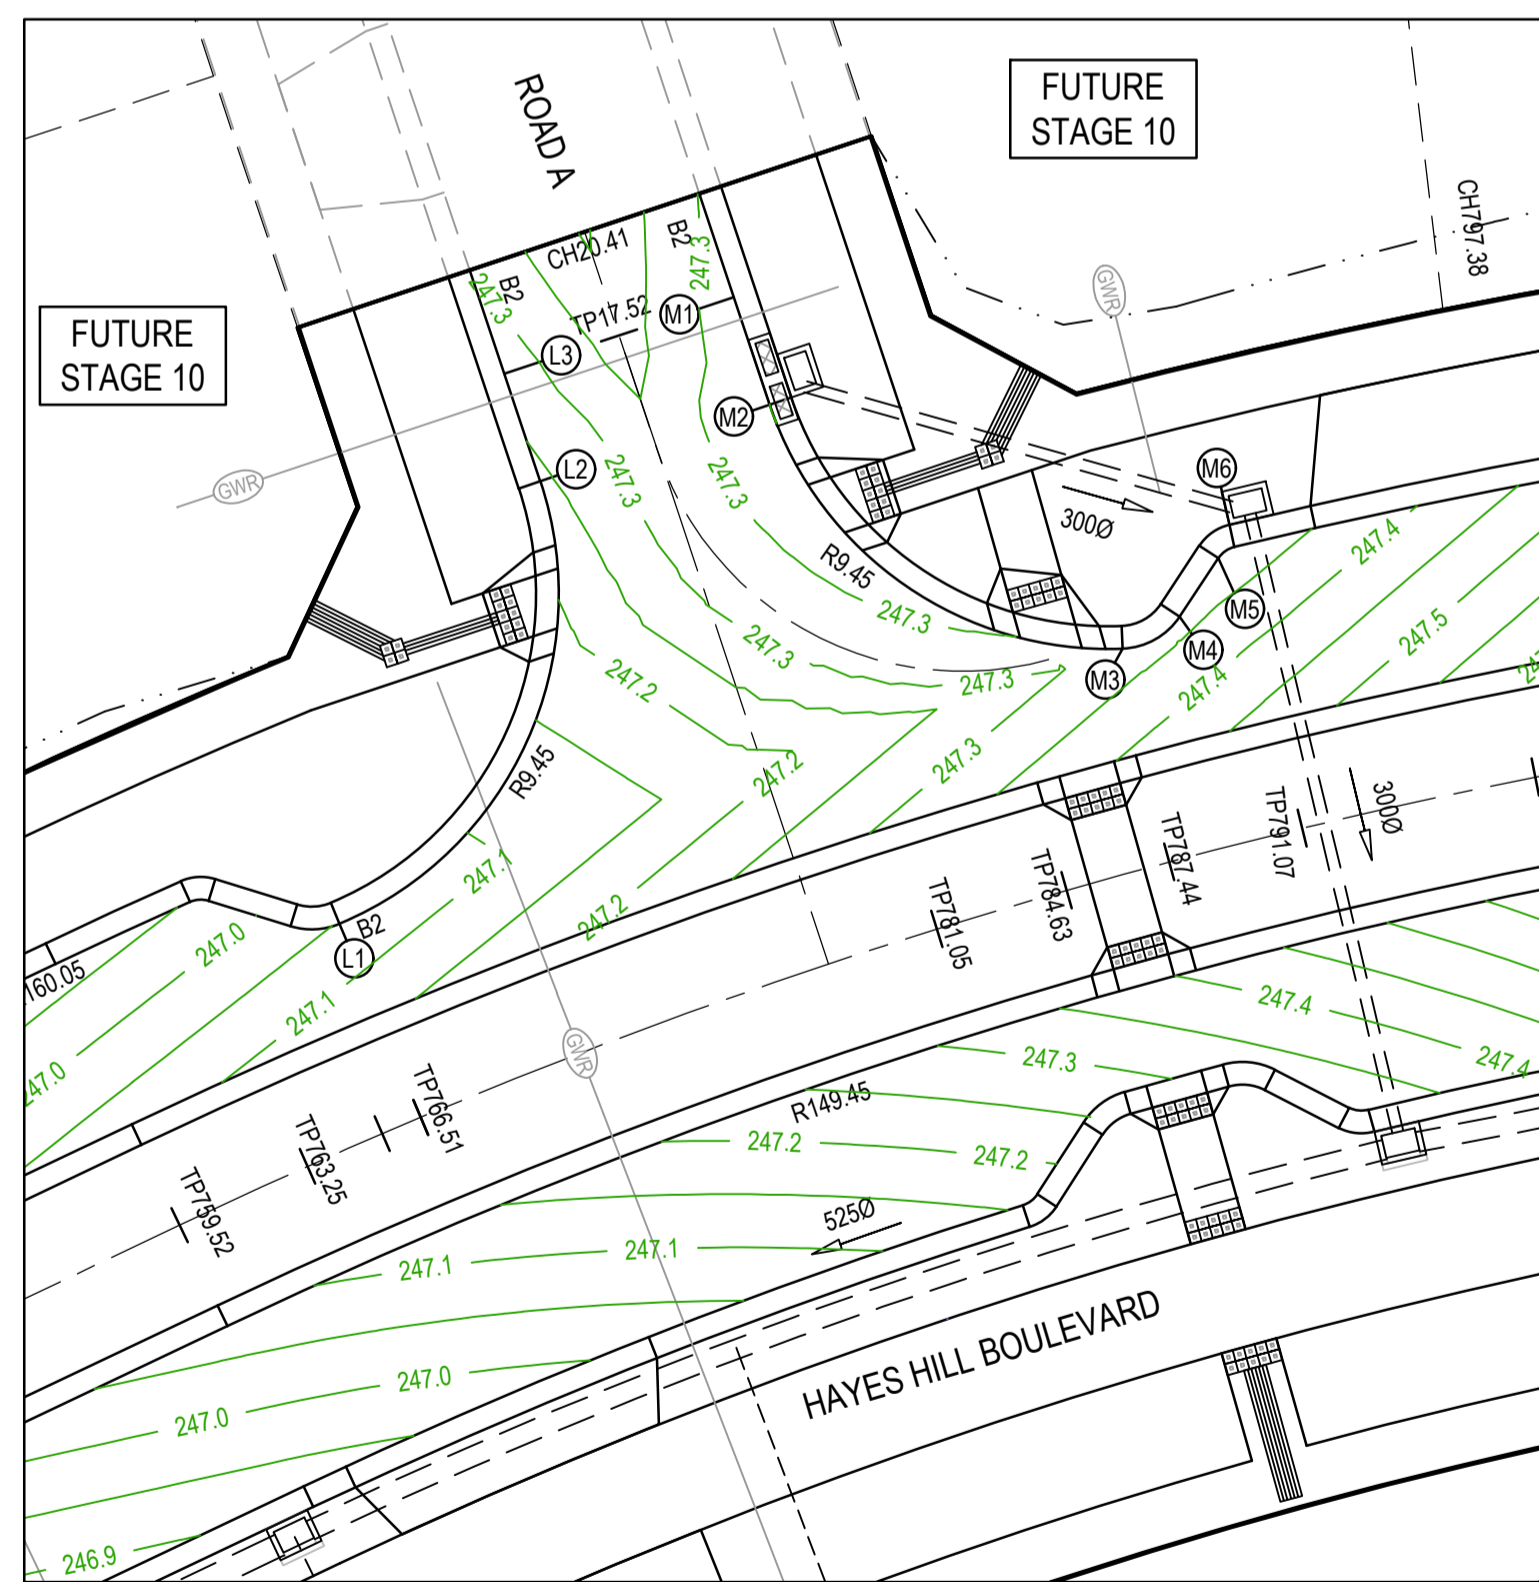 ROAD A
FUTURE
STAGE 10
CH797.38
FUTURE
STAGE 10
B2
247.3
CH20.41
B2
247.3
TP17.52
M1
L3
GWR
M2
L2
GWR
M6
300Ø
247.3
247.3
R9.45
247.3
247.3
247.3
M3
M4
M5
247.4
247.4
247.5
247.2
R9.45
247.2
247.3
247.1
247.2
B2
L1
247.0
160.05
247.1
247.0
GWR
TP781.05
TP784.63
TP787.44
TP791.07
300Ø
247.4
247.3
247.4
R149.45
247.2
247.2
TP766.51
TP763.25
TP759.52
525Ø
247.1
247.1
247.0
247.0
246.9
HAYES HILL BOULEVARD